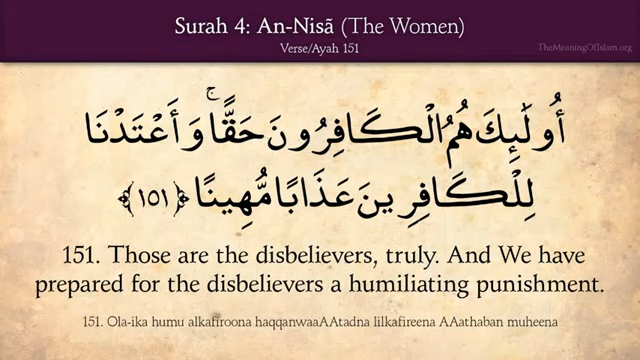 Surah 4: An-Nisã (The Women)
Verse/Ayah 151
TheMeaningOfIslam.org
أُولَٰئِكَ هُمُ الْكَافِرُونَ حَقًّا ۚ وَأَعْتَدْنَا
لِلْكَافِرِينَ عَذَابًا مُّهِينًا ﴿١٥١﴾
151. Those are the disbelievers, truly. And We have
prepared for the disbelievers a humiliating punishment.
151. Ola-ika humu alkafiroona haqqanwaaAAtadna lilkafireena AAathaban muheena